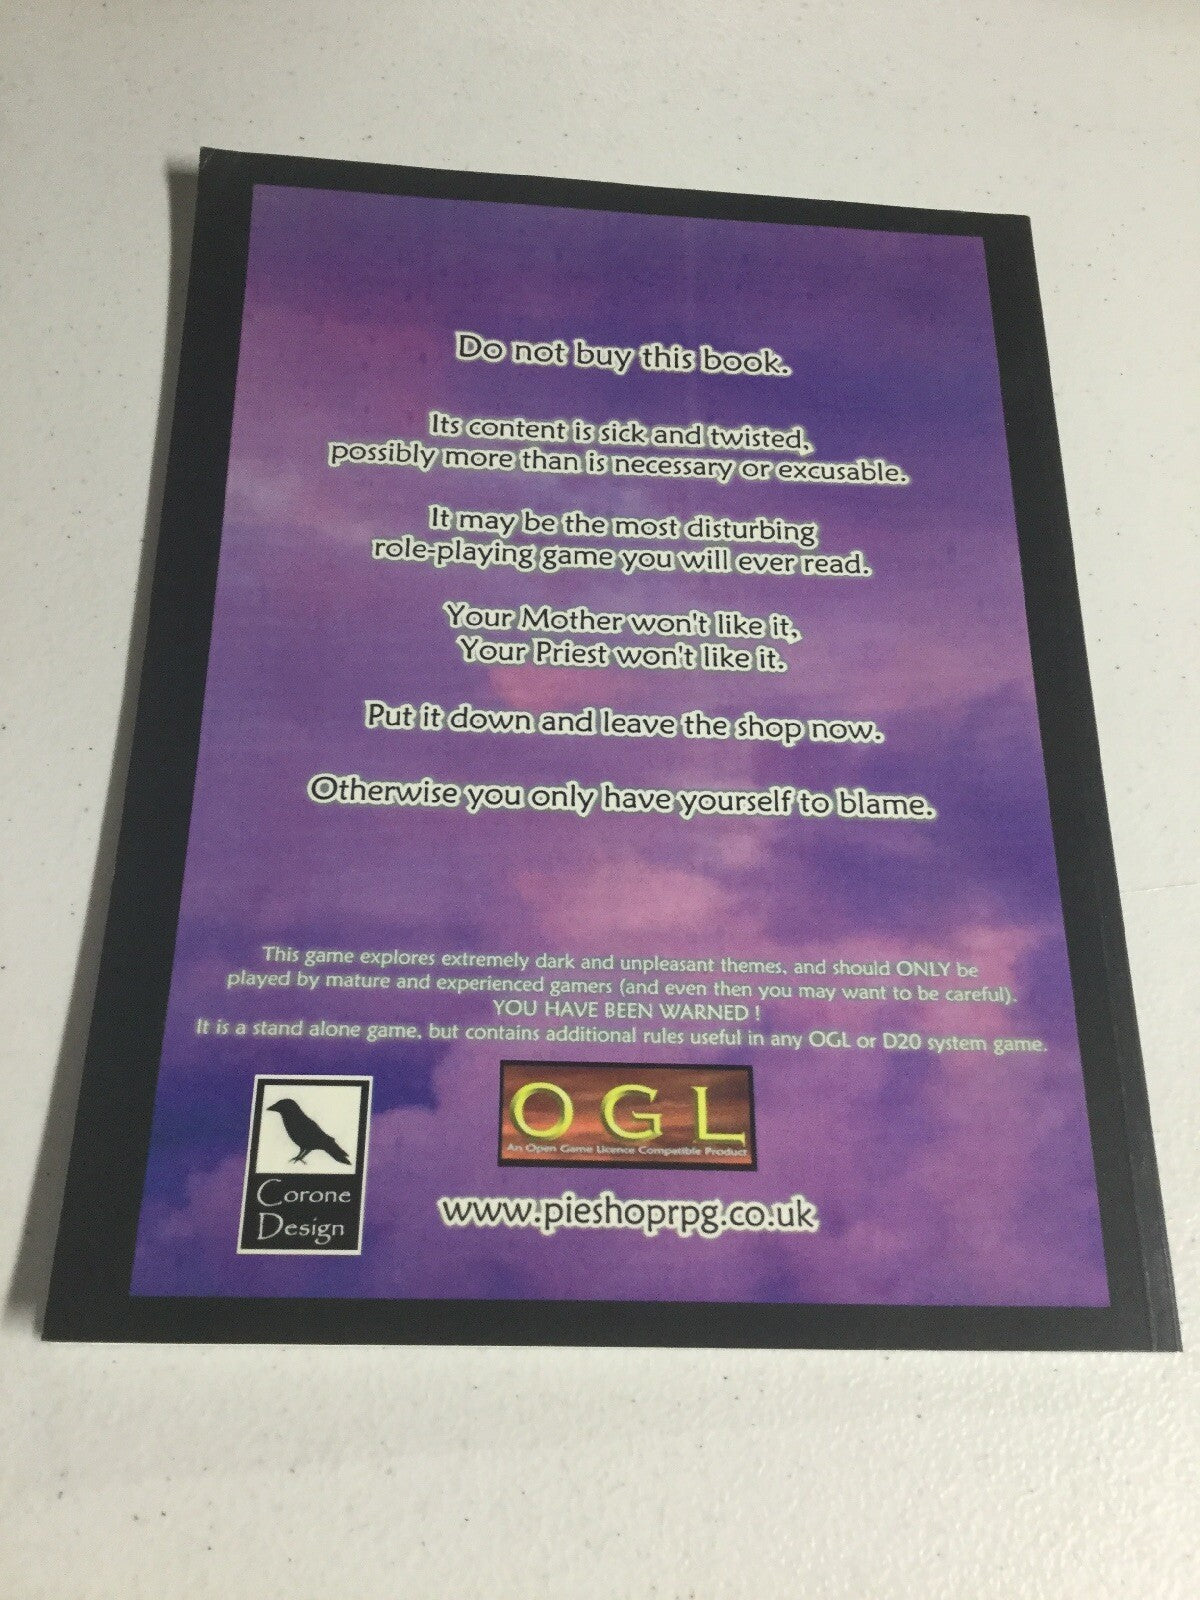 Do not buy this book.
Its content is sick and twisted,
possibly more than is necessary or excusable.
It may be the most disturbing
role-playing game you will ever read.
Your Mother won't like it,
Your Priest won't like it.
Put it down and leave the shop now.
Otherwise you only have yourself to blame.
This game explores extremely dark and unpleasant themes, and should ONLY be
played by mature and experienced gamers (and even then you may want to be careful).
YOU HAVE BEEN WARNED !
It is a stand alone game, but contains additional rules useful in any OGL or D20 system game.
OGL
An Open Game Licence Compatible Product
Corone
Design
www.pieshoprpg.co.uk